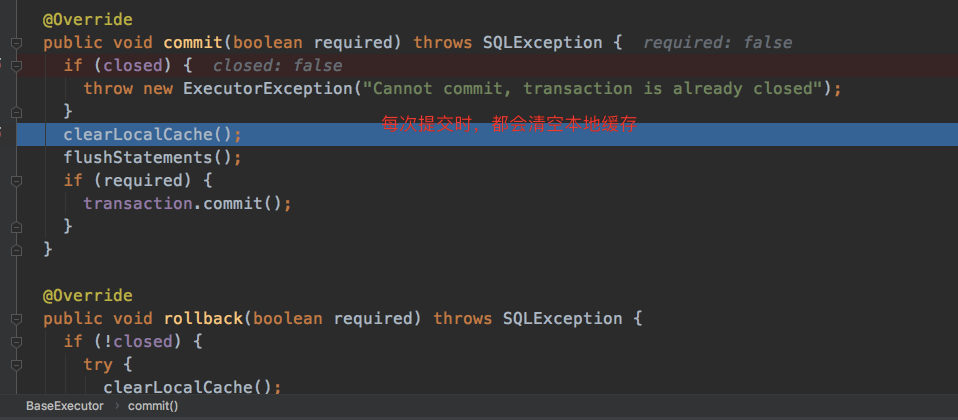 @Override
public void commit(boolean required) throws SQLException {  required: false
if (closed) {  closed: false
throw new ExecutorException("Cannot commit, transaction is already closed");
}
每次提交时，都会清空本地缓存
clearLocalCache();
flushStatements();
if (required) {
transaction.commit();
}
}
@Override
public void rollback(boolean required) throws SQLException {
if (!closed) {
try {
clearLocalCache();
BaseExecutor › commit()